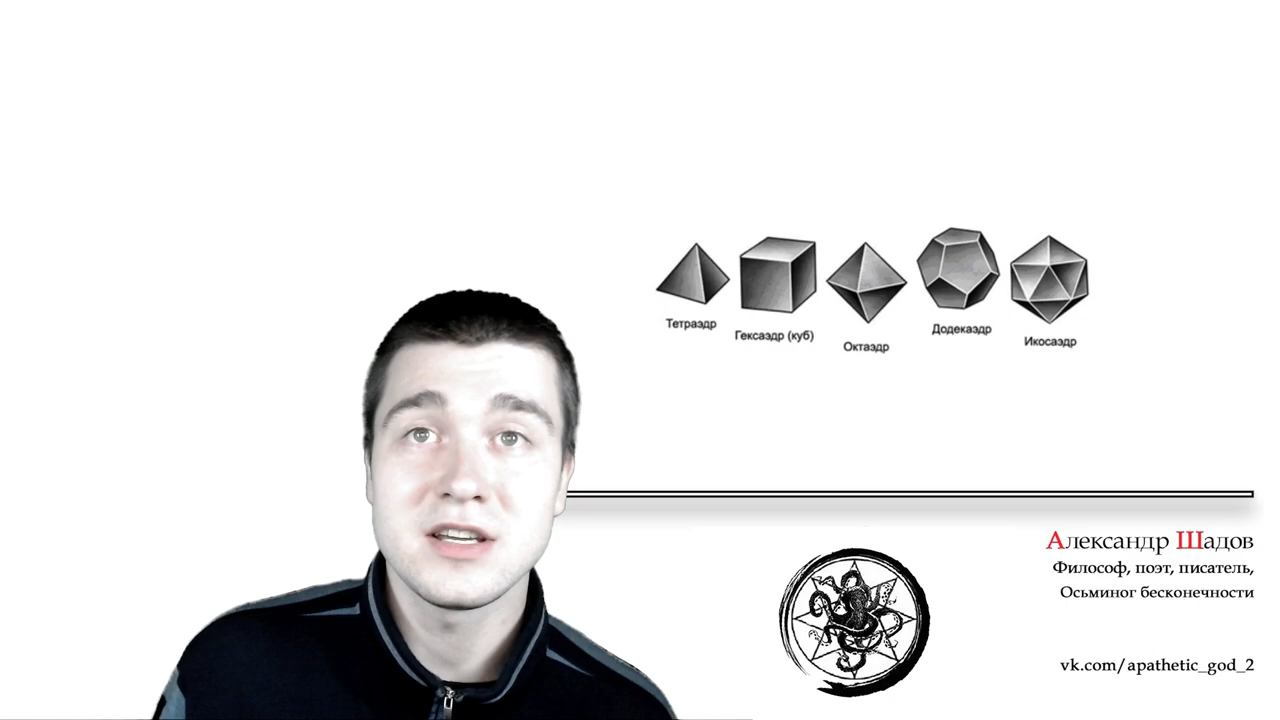 Тетраэдр
Гексаэдр (куб)
Октаэдр
Додекаэдр
Икосаэдр
Александр Шадов
Философ, поэт, писатель,
Осьминог бесконечности
vk.com/apathetic_god_2